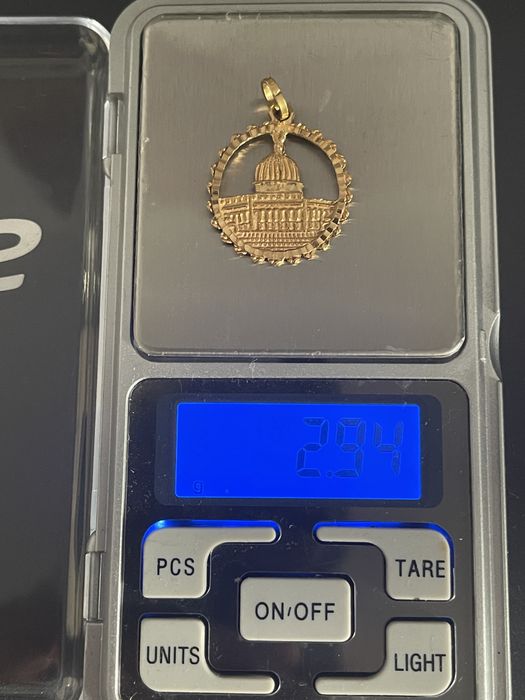 2.94
g
PCS
TARE
ON/OFF
UNITS
LIGHT